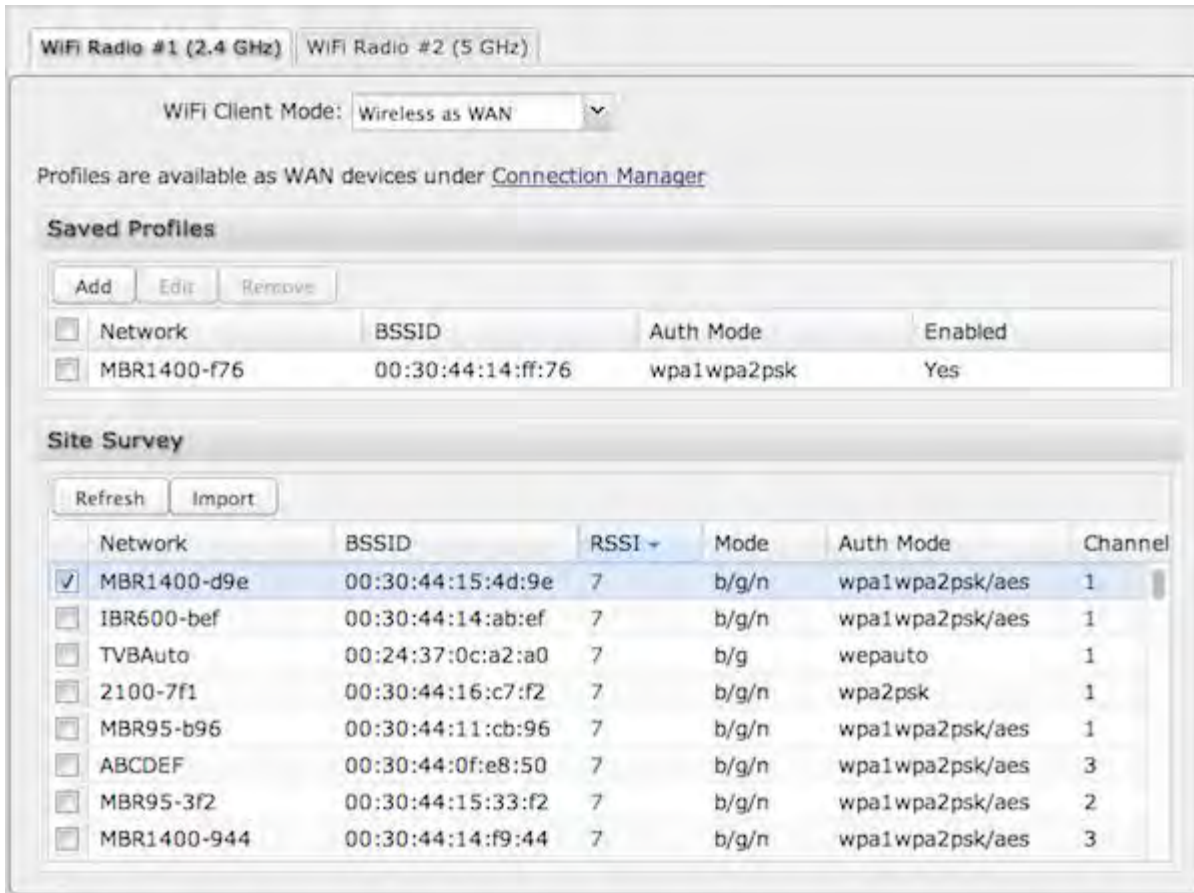 WiFi Radio #1 (2.4 GHz) WiFi Radio #2 (5 GHz)
WiFi Client Mode: Wireless as WAN
Profiles are available as WAN devices under Connection Manager
Saved Profiles
Add Edit Remove
Network BSSID Auth Mode Enabled
MBR1400-f76 00:30:44:14:ff:76 wpa1wpa2psk Yes
Site Survey
Refresh Import
Network BSSID RSSI Mode Auth Mode Channel
MBR1400-d9e 00:30:44:15:4d:9e 7 b/g/n wpa1wpa2psk/aes 1
IBR600-bef 00:30:44:14:ab:ef 7 b/g/n wpa1wpa2psk/aes 1
TVBAuto 00:24:37:0c:a2:a0 7 b/g wepauto 1
2100-7f1 00:30:44:16:c7:f2 7 b/g/n wpa2psk 1
MBR95-b96 00:30:44:11:cb:96 7 b/g/n wpa1wpa2psk/aes 1
ABCDEF 00:30:44:0f:e8:50 7 b/g/n wpa1wpa2psk/aes 3
MBR95-3f2 00:30:44:15:33:f2 7 b/g/n wpa1wpa2psk/aes 2
MBR1400-944 00:30:44:14:f9:44 7 b/g/n wpa1wpa2psk/aes 3